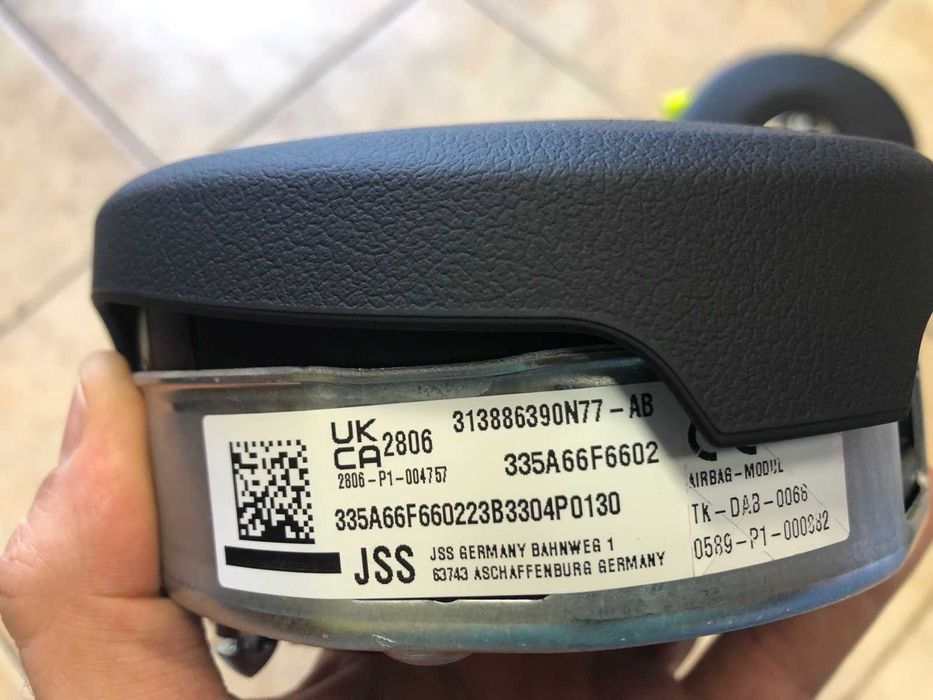 UK
CA
2806
313886390N77-AB
2806-P1-004757
335A66F6602
335A66F660223B3304P0130
JSS
JSS GERMANY BAHNWEG 1
63743 ASCHAFFENBURG GERMANY
AIRBAG-MODUL
TK-DAB-0066
0589-P1-000382